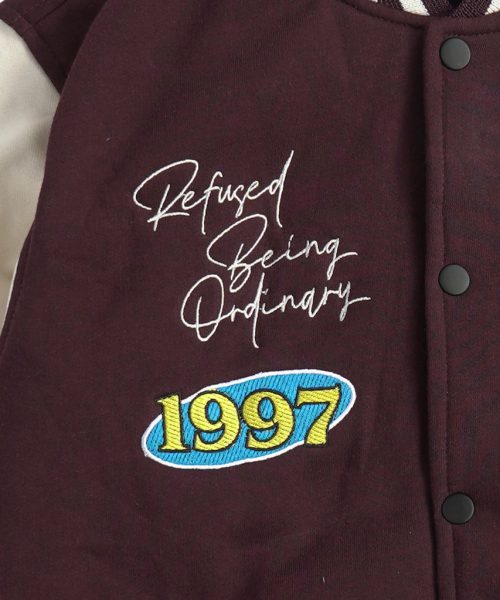 Refused
Being
Ordinary
1997